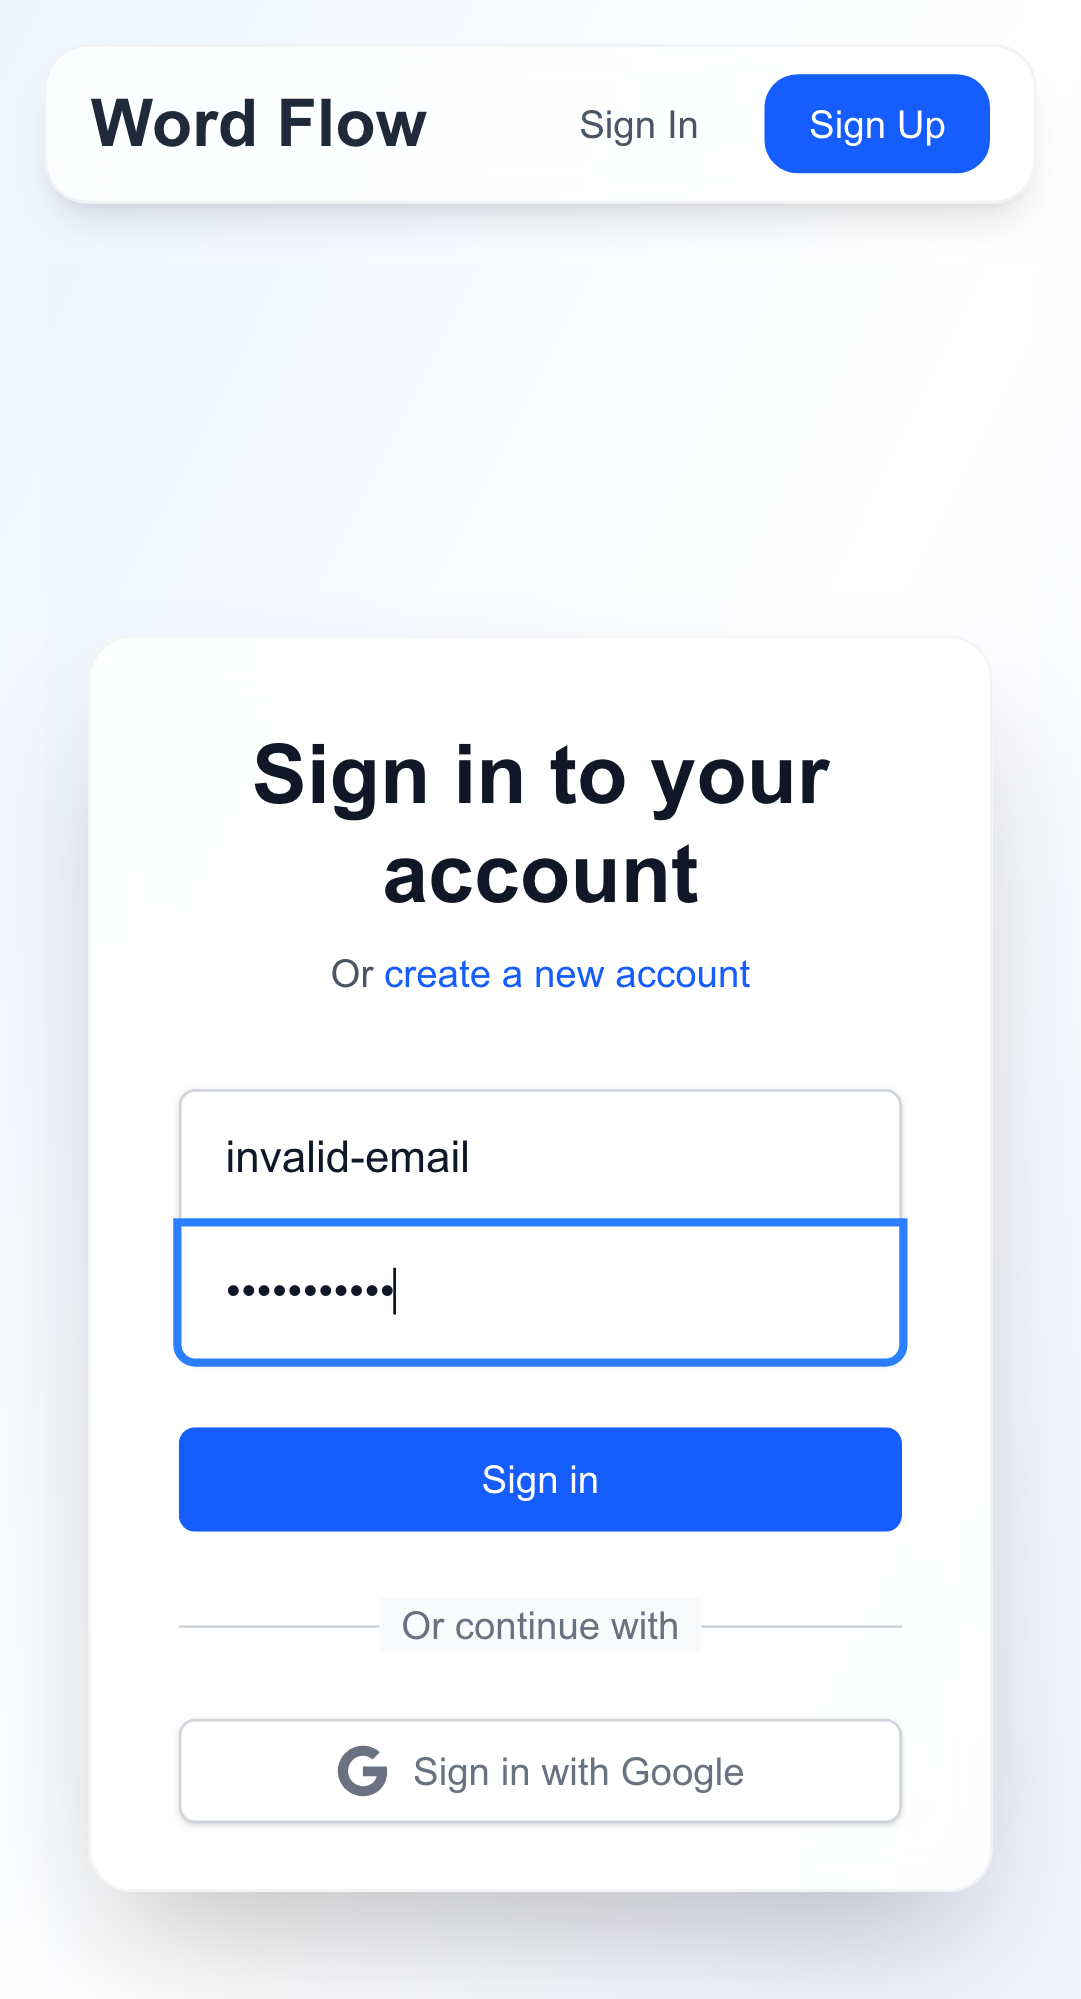 Word Flow
Sign In
Sign Up
Sign in to your
account
Or create a new account
invalid-email
•••••••••••
Sign in
Or continue with
Sign in with Google